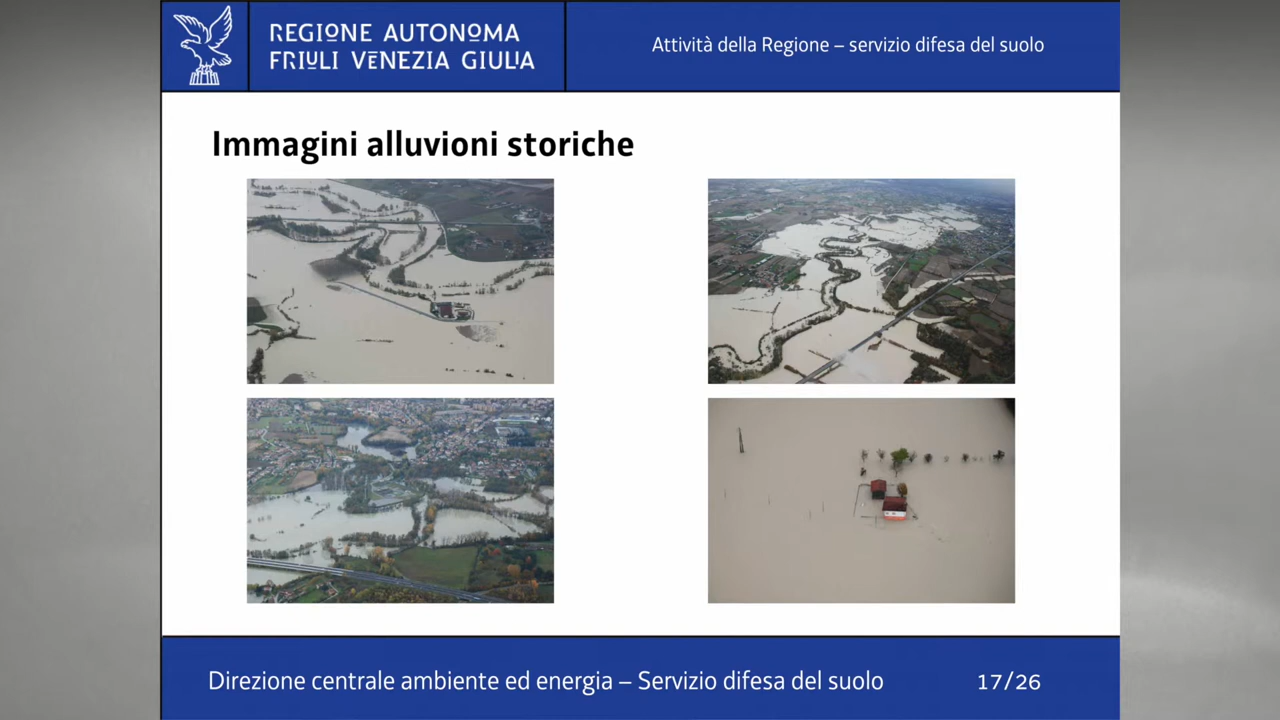 REGIONE AUTONOMA
FRIULI VENEZIA GIULIA
Attività della Regione – servizio difesa del suolo
Immagini alluvioni storiche
Direzione centrale ambiente ed energia – Servizio difesa del suolo
17/26